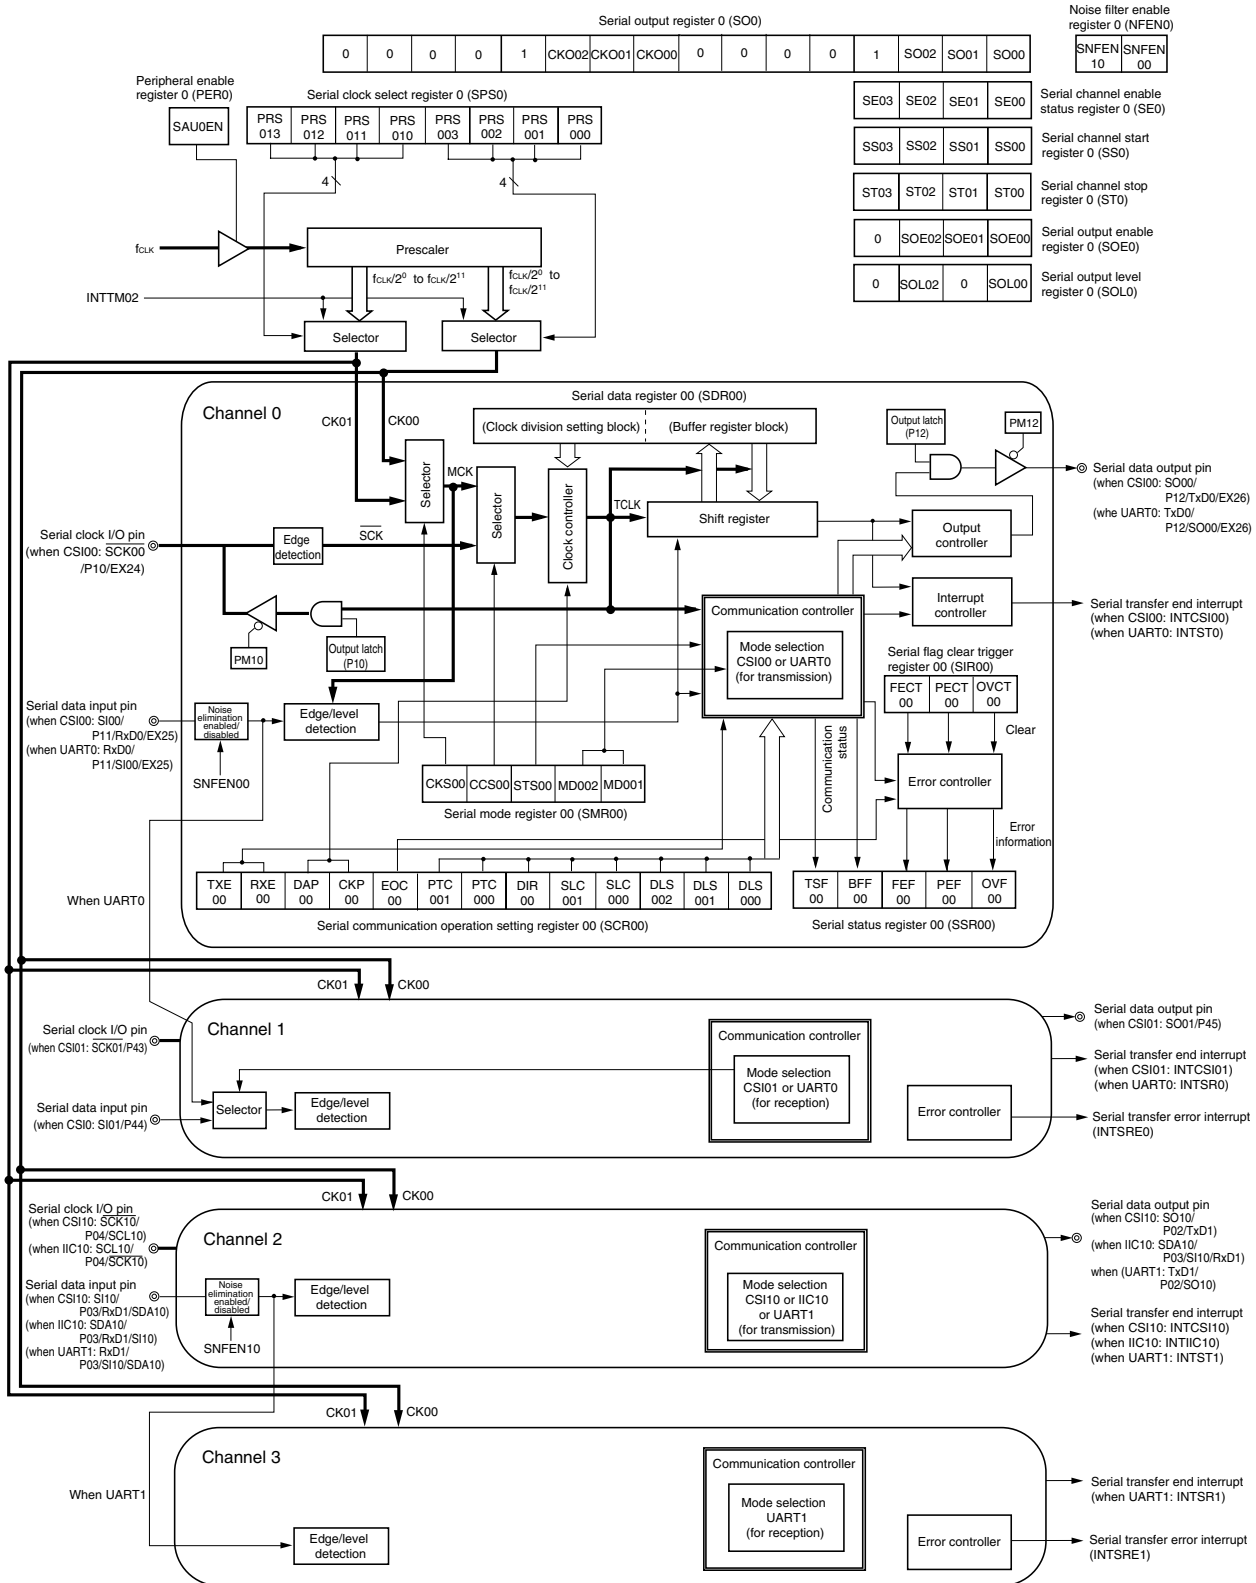 Serial output register 0 (SO0)
0 0 0 0 1 CKO02 CKO01 CKO00 0 0 0 0 1 SO02 SO01 SO00
Noise filter enable
register 0 (NFEN0)
SNFEN
10
SNFEN
00
Peripheral enable
register 0 (PER0)
SAU0EN
Serial clock select register 0 (SPS0)
PRS
013
PRS
012
PRS
011
PRS
010
PRS
003
PRS
002
PRS
001
PRS
000
4
4
SE03 SE02 SE01 SE00
Serial channel enable
status register 0 (SE0)
SS03 SS02 SS01 SS00
Serial channel start
register 0 (SS0)
ST03 ST02 ST01 ST00
Serial channel stop
register 0 (ST0)
0 SOE02 SOE01 SOE00
Serial output enable
register 0 (SOE0)
0 SOL02 0 SOL00
Serial output level
register 0 (SOL0)
fCLK
Prescaler
fCLK/2⁰ to fCLK/2¹¹
fCLK/2⁰ to
fCLK/2¹¹
INTTM02
Selector
Selector
Channel 0
CK01
CK00
Serial data register 00 (SDR00)
(Clock division setting block)
(Buffer register block)
Output latch
(P12)
PM12
Serial data output pin
(when CSI00: SO00/
P12/TxD0/EX26)
(whe UART0: TxD0/
P12/SO00/EX26)
Selector
MCK
Selector
Clock controller
TCLK
Shift register
Output
controller
Serial clock I/O pin
(when CSI00: SCK00
/P10/EX24)
Edge
detection
SCK
Communication controller
Mode selection
CSI00 or UART0
(for transmission)
Interrupt
controller
Serial transfer end interrupt
(when CSI00: INTCSI00)
(when UART0: INTST0)
PM10
Output latch
(P10)
Serial flag clear trigger
register 00 (SIR00)
FECT
00
PECT
00
OVCT
00
Clear
Serial data input pin
(when CSI00: SI00/
P11/RxD0/EX25)
(when UART0: RxD0/
P11/SI00/EX25)
Noise
elimination
enabled/
disabled
SNFEN00
Edge/level
detection
CKS00 CCS00 STS00 MD002 MD001
Serial mode register 00 (SMR00)
Communication
status
Error controller
Error
information
When UART0
TXE
00
RXE
00
DAP
00
CKP
00
EOC
00
PTC
001
PTC
000
DIR
00
SLC
001
SLC
000
DLS
002
DLS
001
DLS
000
Serial communication operation setting register 00 (SCR00)
TSF
00
BFF
00
FEF
00
PEF
00
OVF
00
Serial status register 00 (SSR00)
CK01
CK00
Channel 1
Serial clock I/O pin
(when CSI01: SCK01/P43)
Serial data input pin
(when CSI0: SI01/P44)
Selector
Edge/level
detection
Communication controller
Mode selection
CSI01 or UART0
(for reception)
Error controller
Serial data output pin
(when CSI01: SO01/P45)
Serial transfer end interrupt
(when CSI01: INTCSI01)
(when UART0: INTSR0)
Serial transfer error interrupt
(INTSRE0)
CK01
CK00
Channel 2
Serial clock I/O pin
(when CSI10: SCK10/
P04/SCL10)
(when IIC10: SCL10/
P04/SCK10)
Serial data input pin
(when CSI10: SI10/
P03/RxD1/SDA10)
(when IIC10: SDA10/
P03/RxD1/SI10)
(when UART1: RxD1/
P03/SI10/SDA10)
Noise
elimination
enabled/
disabled
SNFEN10
Edge/level
detection
Communication controller
Mode selection
CSI10 or IIC10
or UART1
(for transmission)
Serial data output pin
(when CSI10: SO10/
P02/TxD1)
(when IIC10: SDA10/
P03/SI10/RxD1)
when (UART1: TxD1/
P02/SO10)
Serial transfer end interrupt
(when CSI10: INTCSI10)
(when IIC10: INTIIC10)
(when UART1: INTST1)
CK01
CK00
Channel 3
When UART1
Edge/level
detection
Communication controller
Mode selection
UART1
(for reception)
Error controller
Serial transfer end interrupt
(when UART1: INTSR1)
Serial transfer error interrupt
(INTSRE1)